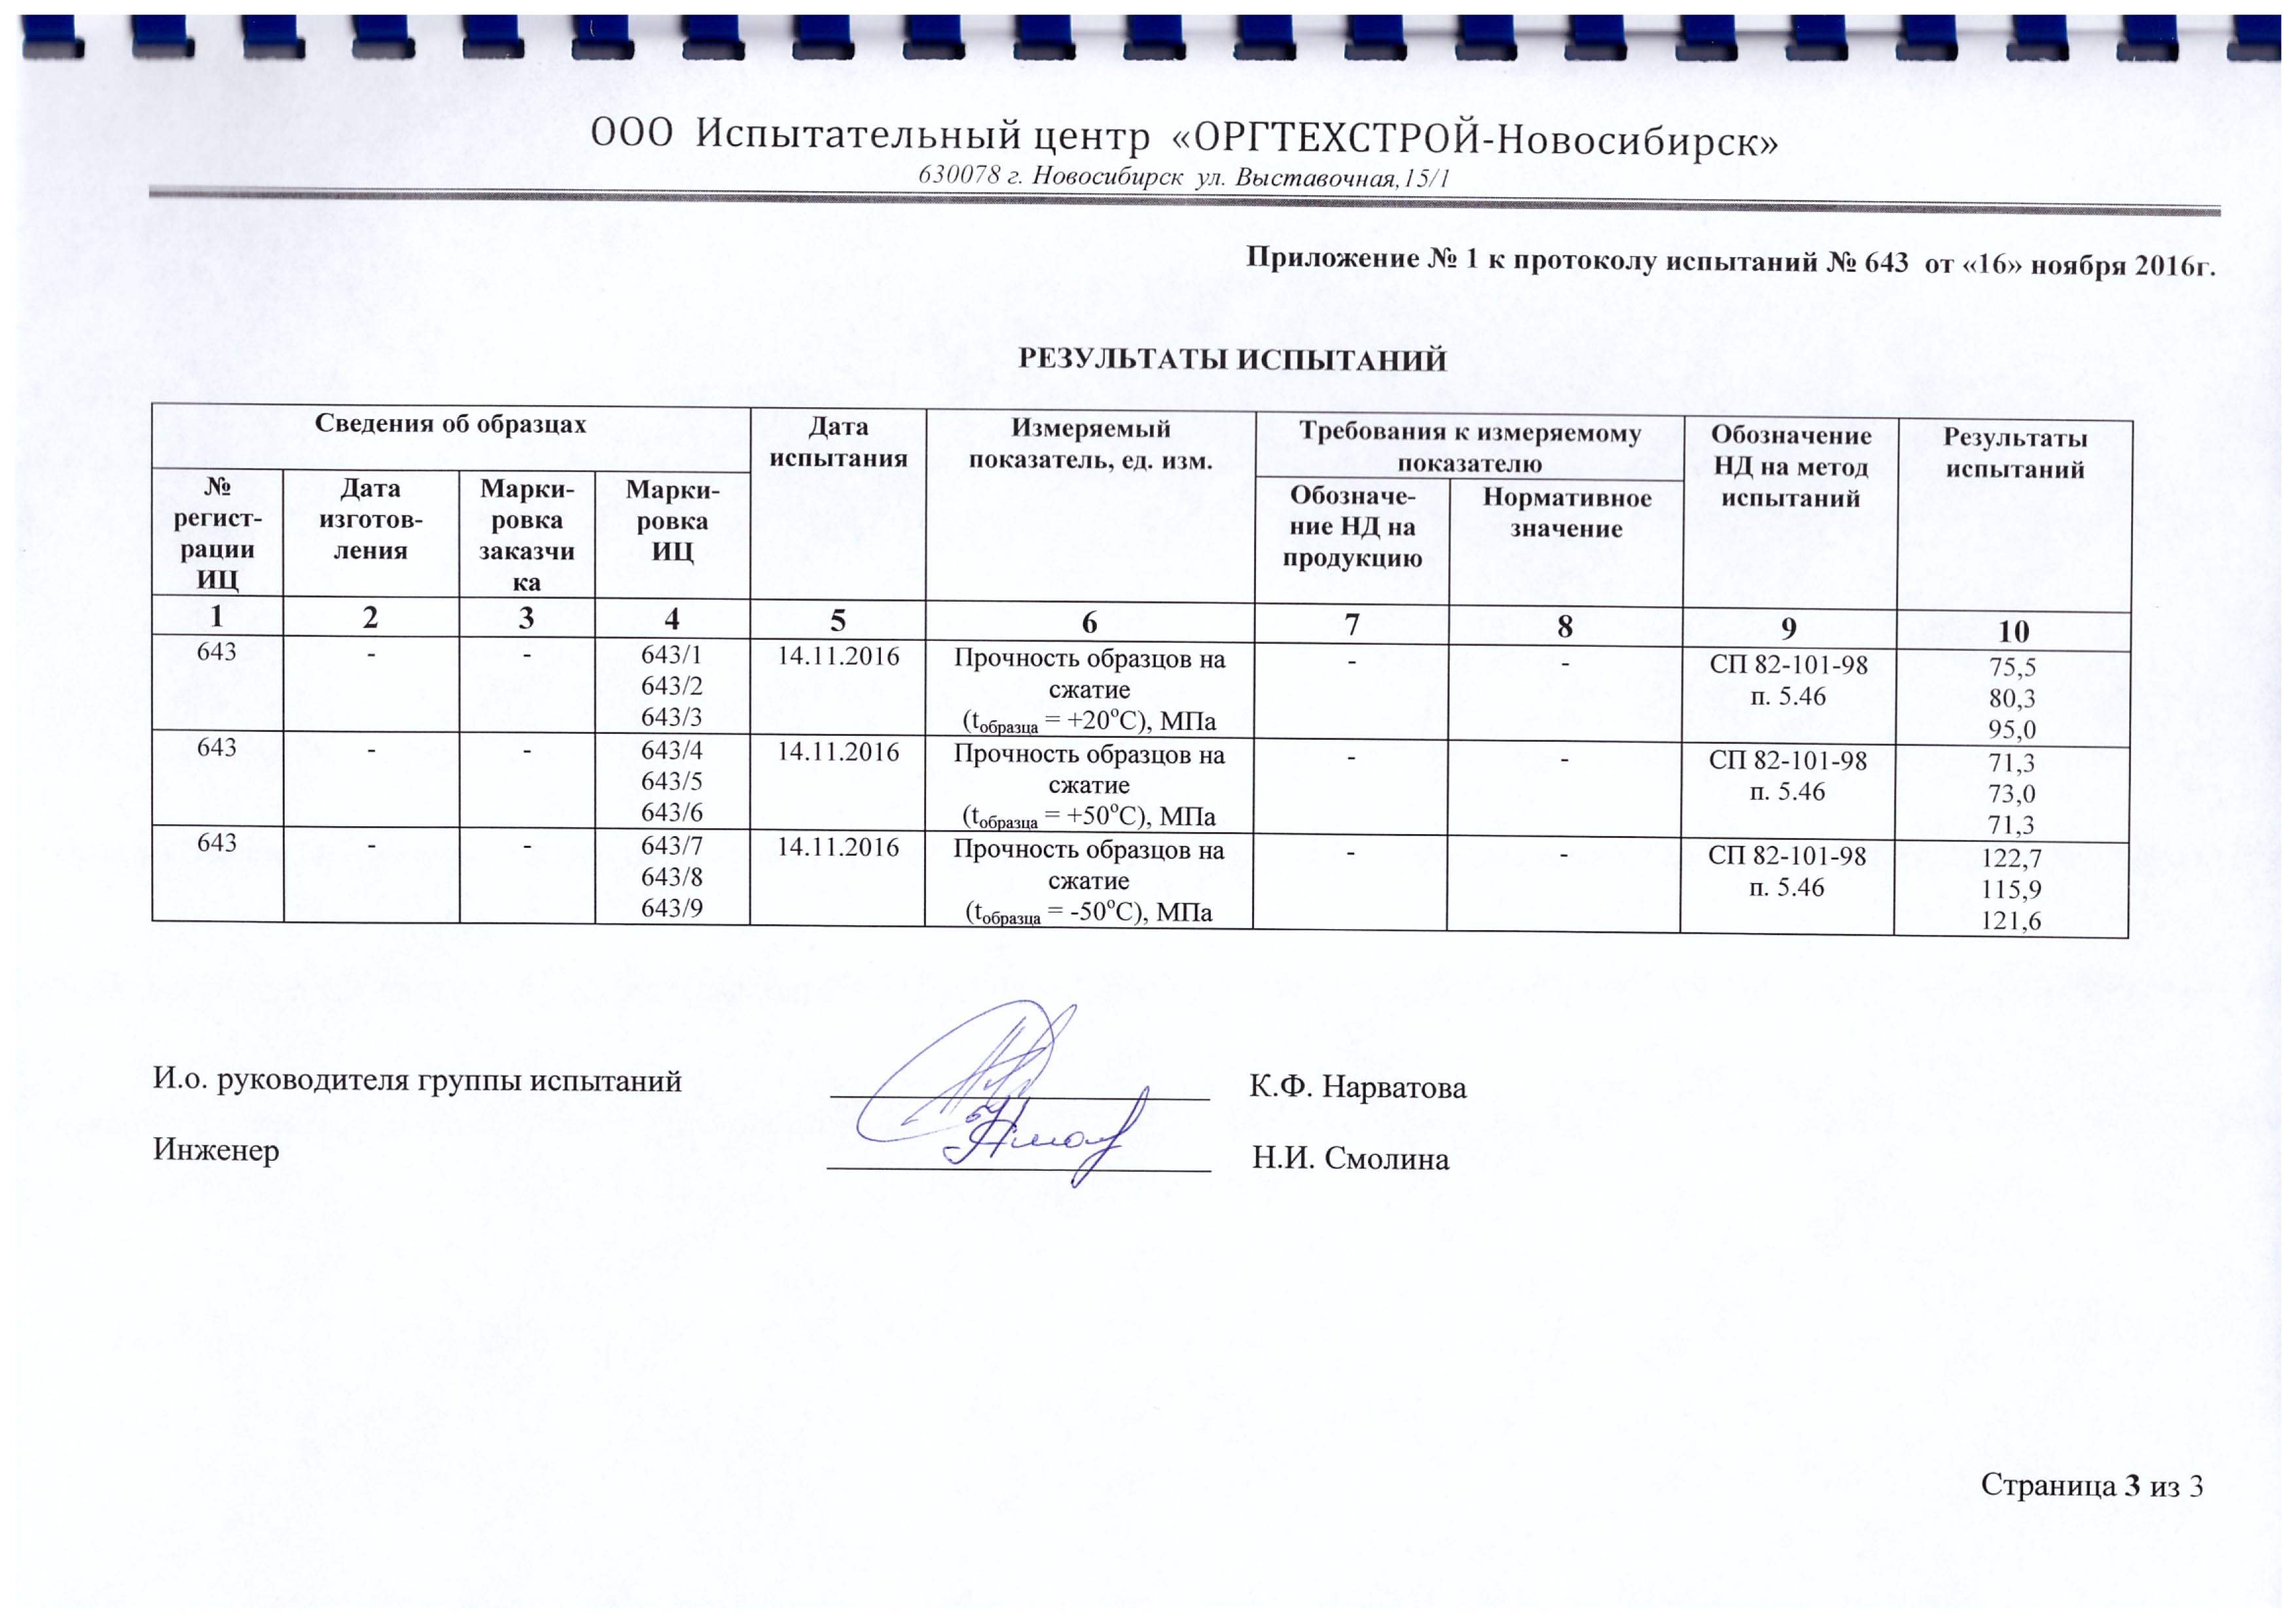 ООО Испытательный центр «ОРГТЕХСТРОЙ-Новосибирск»
630078 г. Новосибирск ул. Выставочная,15/1
Приложение № 1 к протоколу испытаний № 643 от «16» ноября 2016г.
РЕЗУЛЬТАТЫ ИСПЫТАНИЙ
Сведения об образцах
Дата
испытания
Измеряемый
показатель, ед. изм.
Требования к измеряемому
показателю
Обозначение
НД на метод
испытаний
Результаты
испытаний
№
регист-
рации
ИЦ
Дата
изготов-
ления
Марки-
ровка
заказчи
ка
Марки-
ровка
ИЦ
Обозначе-
ние НД на
продукцию
Нормативное
значение
1 2 3 4 5 6 7 8 9 10
643 - - 643/1 14.11.2016 Прочность образцов на - - СП 82-101-98 75,5
643/2 сжатие п. 5.46 80,3
643/3 (tобразца = +20°C), МПа 95,0
643 - - 643/4 14.11.2016 Прочность образцов на - - СП 82-101-98 71,3
643/5 сжатие п. 5.46 73,0
643/6 (tобразца = +50°C), МПа 71,3
643 - - 643/7 14.11.2016 Прочность образцов на - - СП 82-101-98 122,7
643/8 сжатие п. 5.46 115,9
643/9 (tобразца = -50°C), МПа 121,6
И.о. руководителя группы испытаний К.Ф. Нарватова
Инженер Н.И. Смолина
Страница 3 из 3